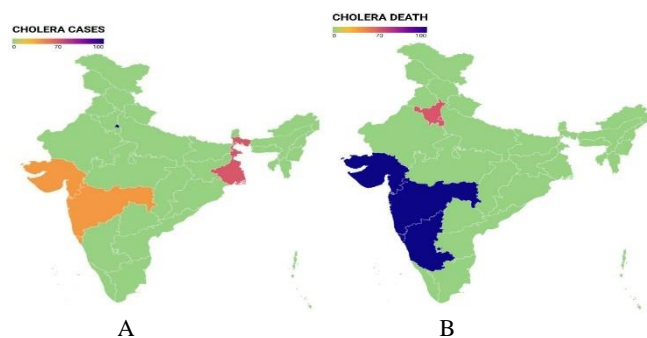 CHOLERA CASES
0 70 100
CHOLERA DEATH
0 70 100
A
B